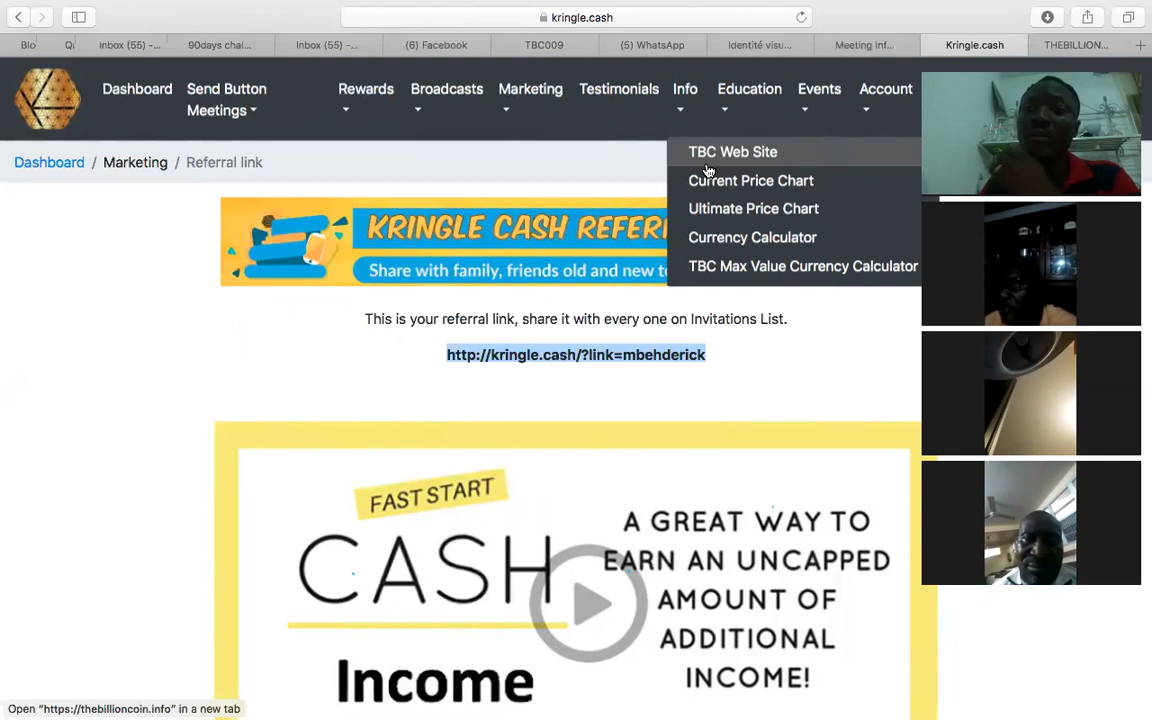 kringle.cash
Blo
Qu
Inbox (55) -...
90days chal...
Inbox (55) -...
(6) Facebook
TBC009
(5) WhatsApp
Identité visu...
Meeting Inf...
Kringle.cash
THEBILLION...
Dashboard
Send Button
Meetings
Rewards
Broadcasts
Marketing
Testimonials
Info
Education
Events
Account
TBC Web Site
Current Price Chart
Ultimate Price Chart
Currency Calculator
TBC Max Value Currency Calculator
Dashboard / Marketing / Referral link
KRINGLE CASH REFERI
Share with family, friends old and new to
This is your referral link, share it with every one on Invitations List.
http://kringle.cash/?link=mbehderick
FAST START
CASH
Income
A GREAT WAY TO
EARN AN UNCAPPED
AMOUNT OF
ADDITIONAL
INCOME!
Open "https://thebillioncoin.info" in a new tab